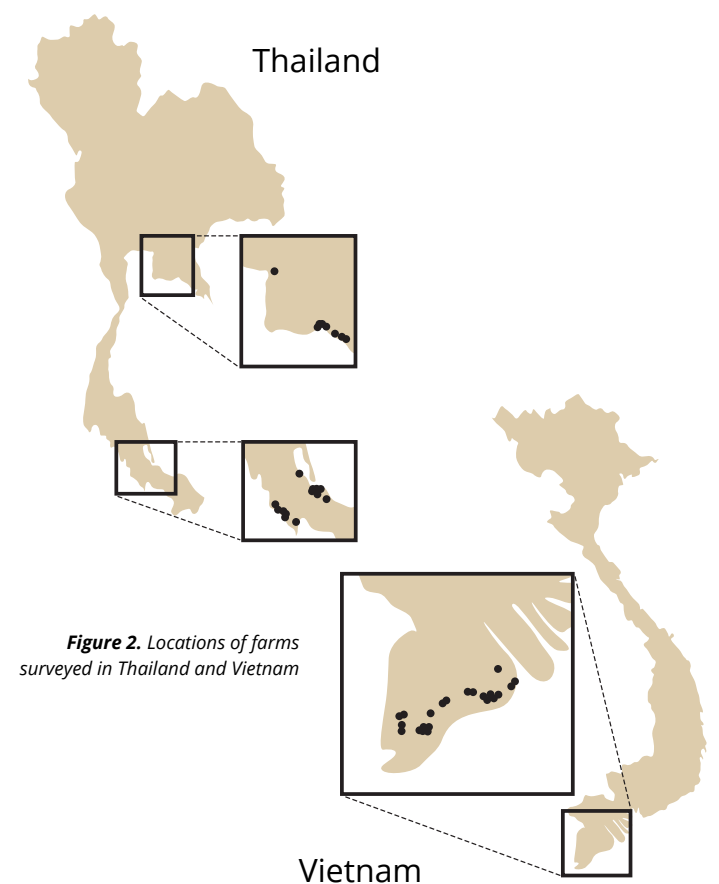 Thailand
Figure 2. Locations of farms
surveyed in Thailand and Vietnam
Vietnam